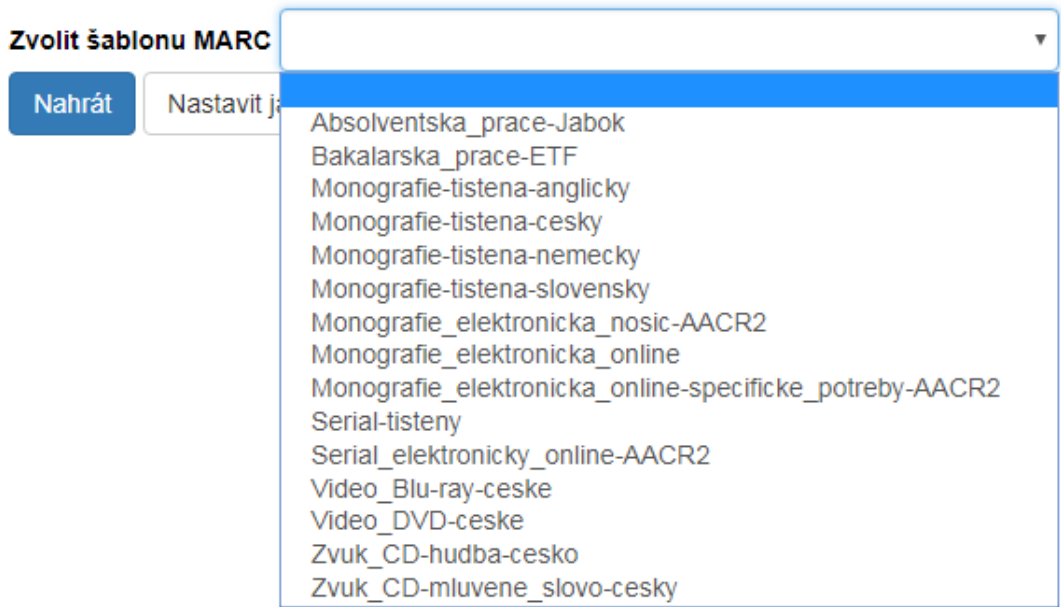 Zvolit šablonu MARC
Nahrát
Nastavit
Absolventska_prace-Jabok
Bakalarska_prace-ETF
Monografie-tistena-anglicky
Monografie-tistena-cesky
Monografie-tistena-nemecky
Monografie-tistena-slovensky
Monografie_elektronicka_nosic-AACR2
Monografie_elektronicka_online
Monografie_elektronicka_online-specificke_potreby-AACR2
Serial-tisteny
Serial_elektronicky_online-AACR2
Video_Blu-ray-ceske
Video_DVD-ceske
Zvuk_CD-hudba-cesko
Zvuk_CD-mluvene_slovo-cesky